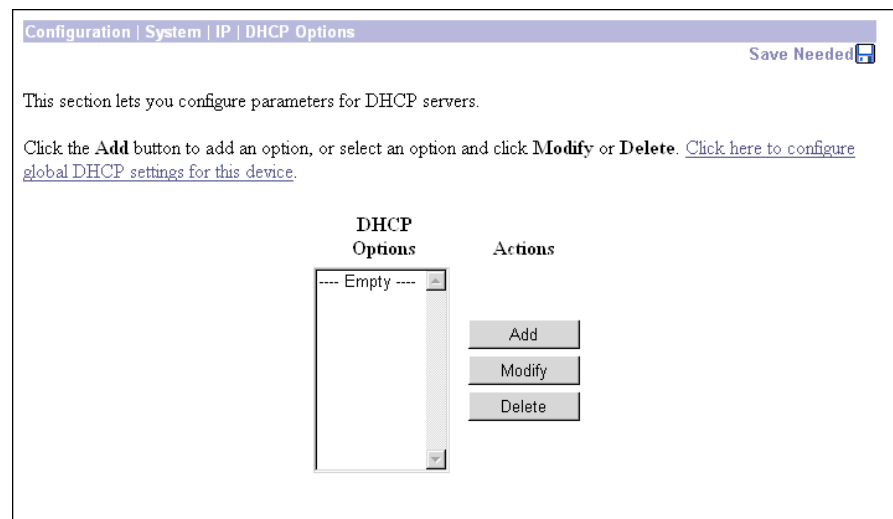 Configuration | System | IP | DHCP Options
Save Needed
This section lets you configure parameters for DHCP servers.
Click the Add button to add an option, or select an option and click Modify or Delete. Click here to configure
global DHCP settings for this device.
DHCP
Options
Actions
---- Empty ----
Add
Modify
Delete